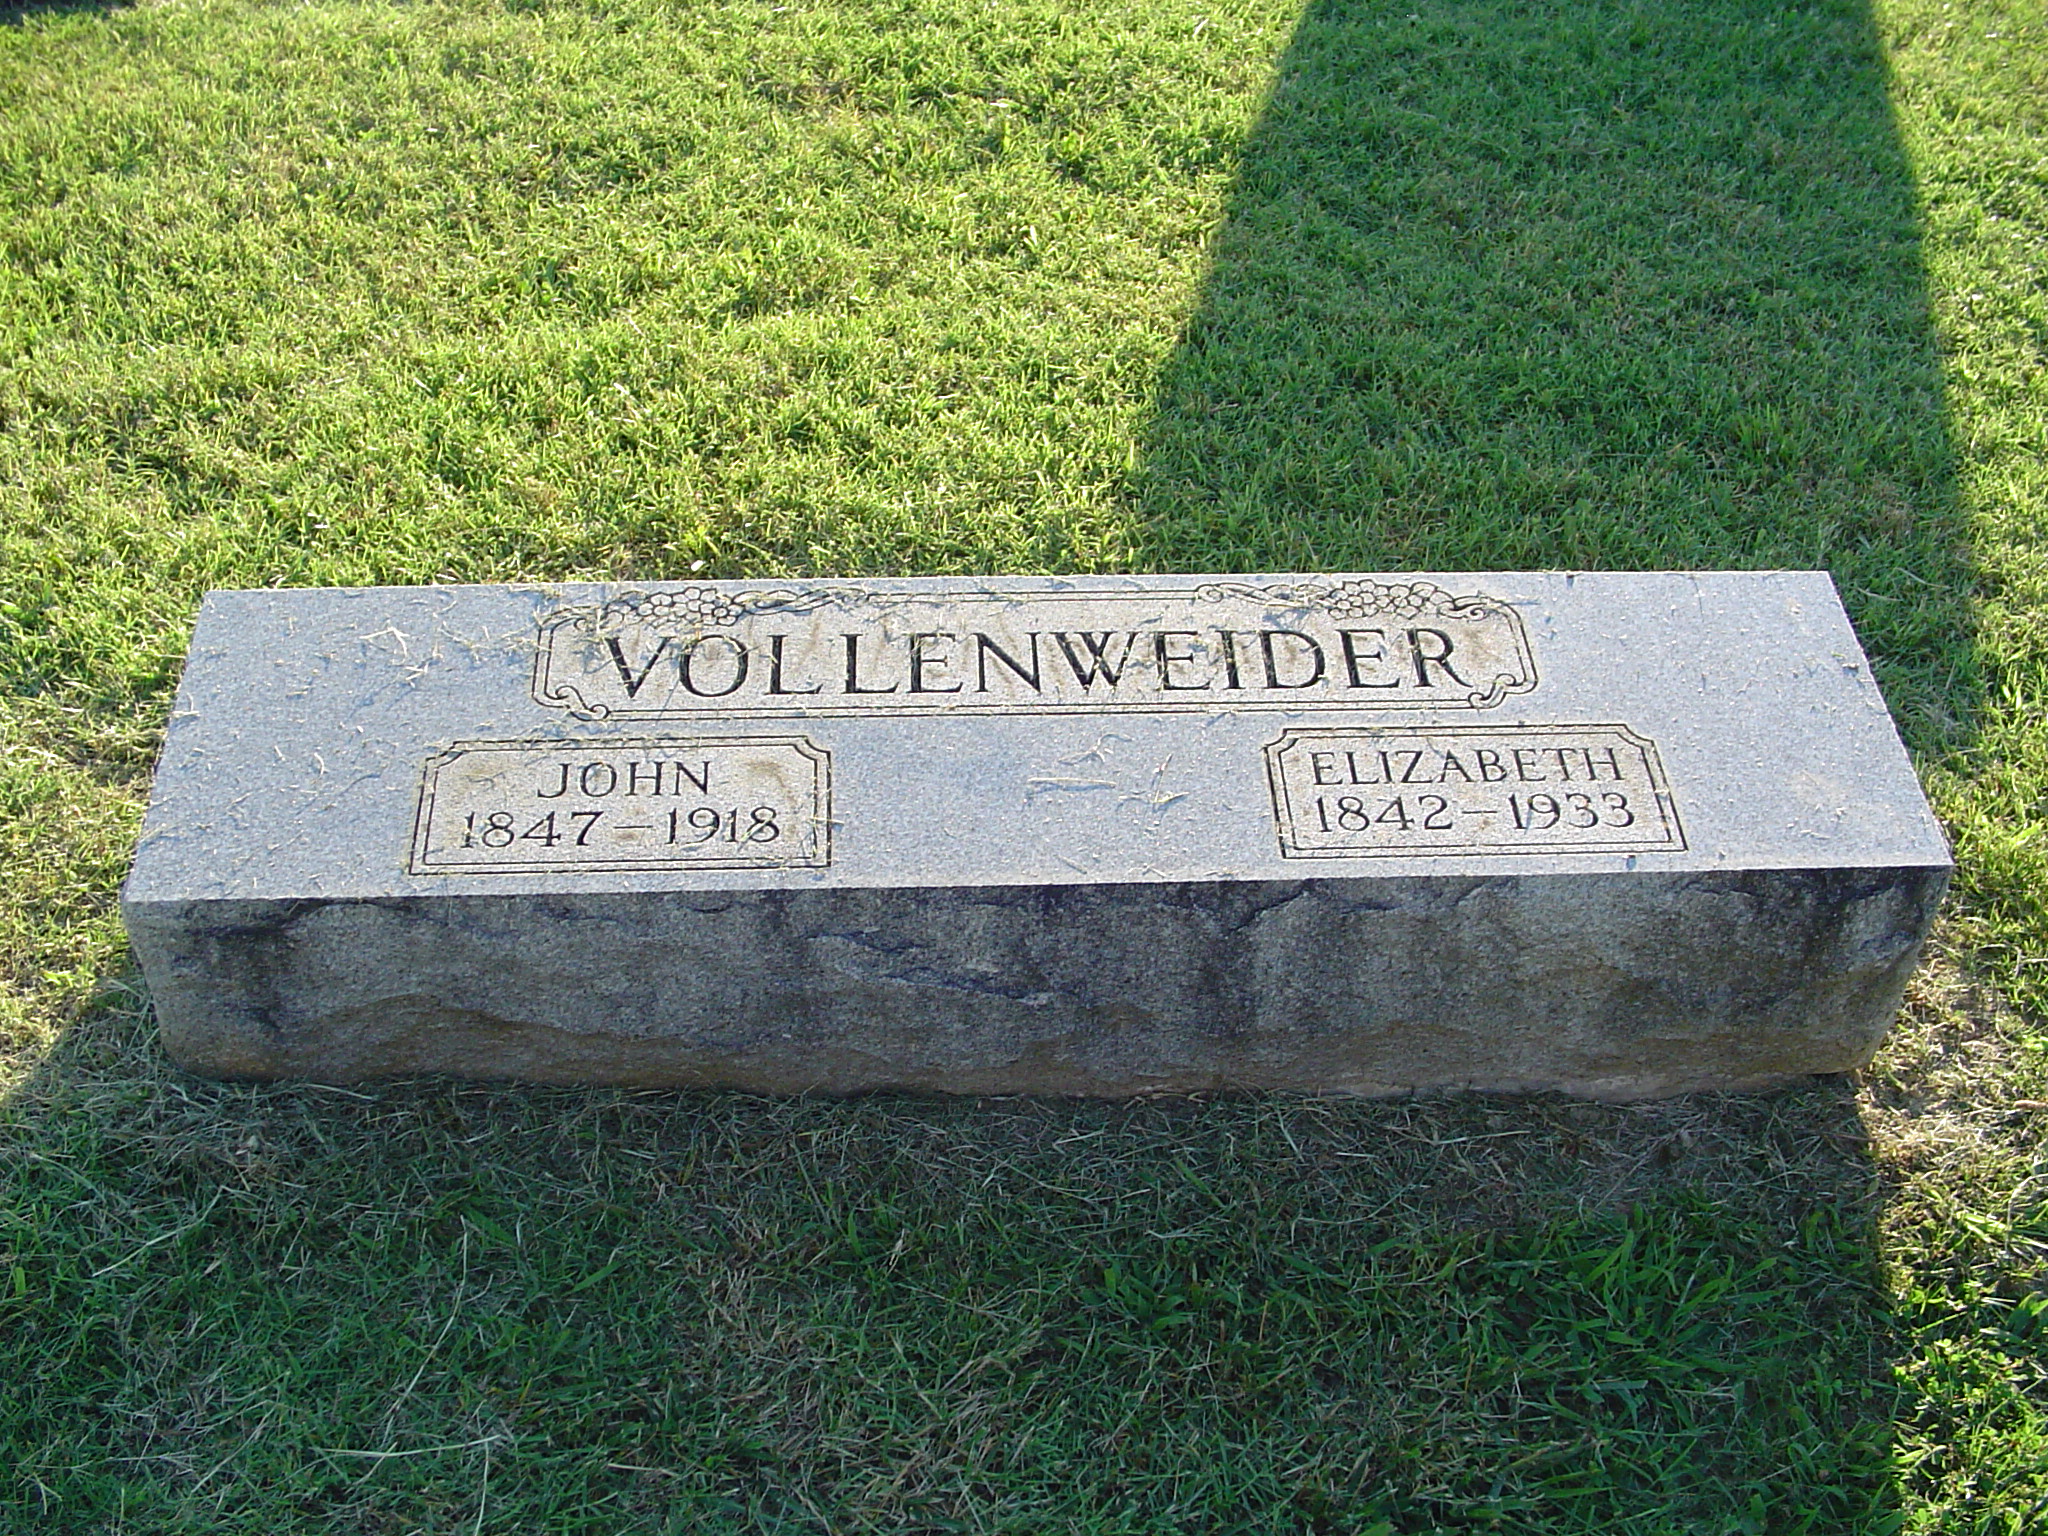 VOLLENWEIDER
JOHN
1847–1918
ELIZABETH
1842–1933